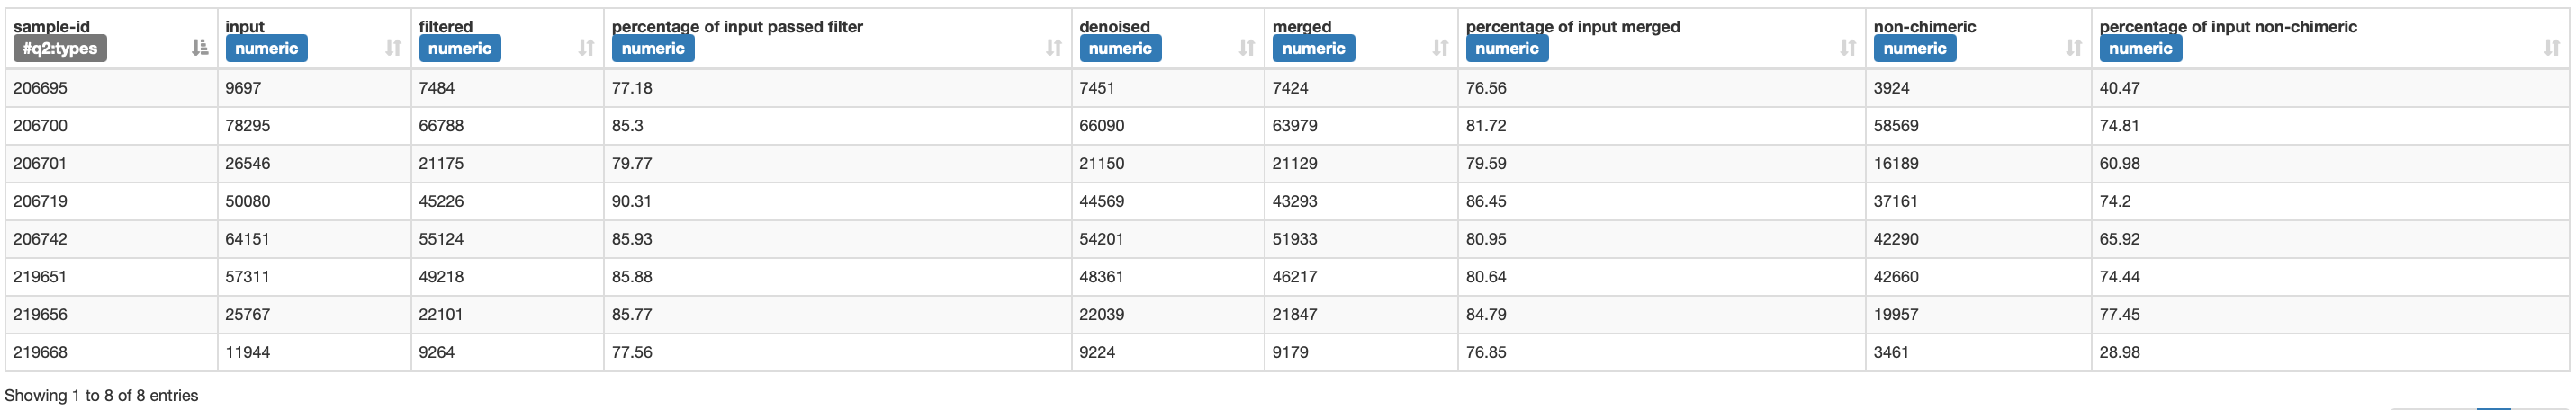 sample-id input filtered percentage of input passed filter denoised merged percentage of input merged non-chimeric percentage of input non-chimeric
#q2:types numeric numeric numeric numeric numeric numeric numeric numeric
206695 9697 7484 77.18 7451 7424 76.56 3924 40.47
206700 78295 66788 85.3 66090 63979 81.72 58569 74.81
206701 26546 21175 79.77 21150 21129 79.59 16189 60.98
206719 50080 45226 90.31 44569 43293 86.45 37161 74.2
206742 64151 55124 85.93 54201 51933 80.95 42290 65.92
219651 57311 49218 85.88 48361 46217 80.64 42660 74.44
219656 25767 22101 85.77 22039 21847 84.79 19957 77.45
219668 11944 9264 77.56 9224 9179 76.85 3461 28.98
Showing 1 to 8 of 8 entries